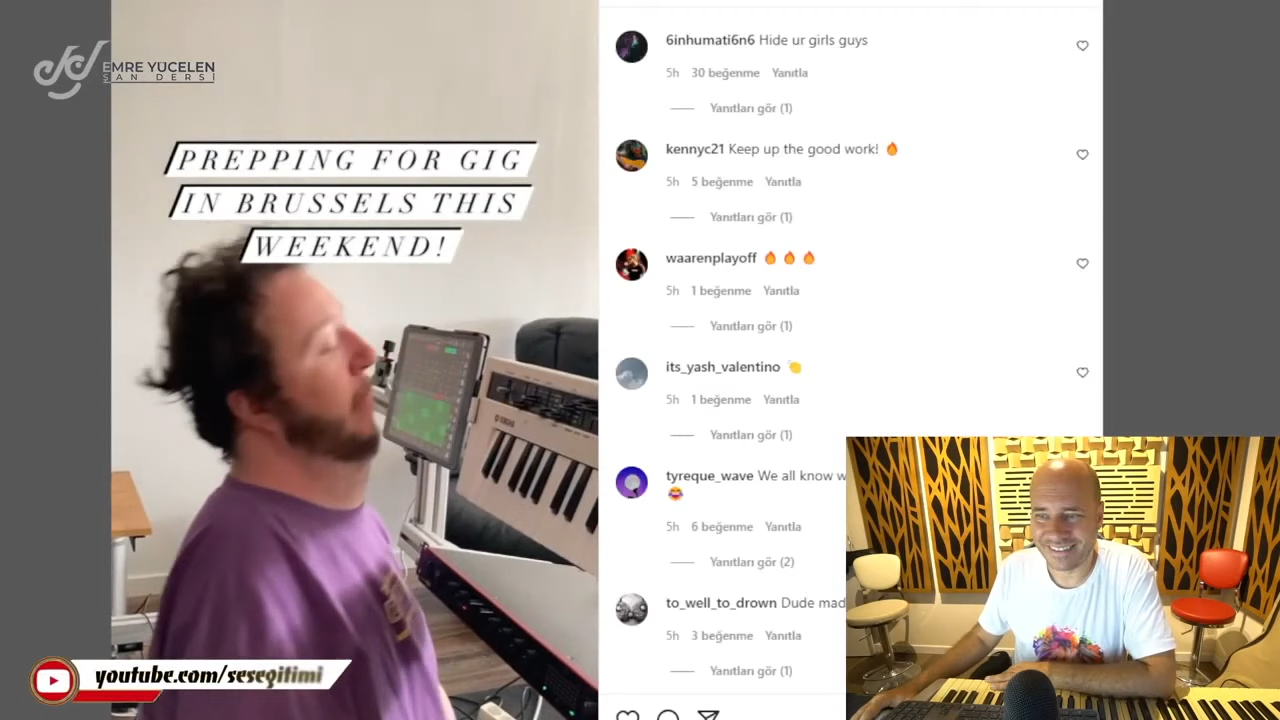 EMRE YÜCELEN
ŞAN DERSİ
PREPPING FOR GIG
IN BRUSSELS THIS
WEEKEND!
YAMAHA
youtube.com/sesegitimi
6inhumati6n6 Hide ur girls guys
5h 30 beğenme Yanıtla
Yanıtları gör (1)
kennyc21 Keep up the good work! 🔥
5h 5 beğenme Yanıtla
Yanıtları gör (1)
waarenplayoff 🔥 🔥 🔥
5h 1 beğenme Yanıtla
Yanıtları gör (1)
its_yash_valentino 👏
5h 1 beğenme Yanıtla
Yanıtları gör (1)
tyreque_wave We all know w
😂
5h 6 beğenme Yanıtla
Yanıtları gör (2)
to_well_to_drown Dude mad
5h 3 beğenme Yanıtla
Yanıtları gör (1)